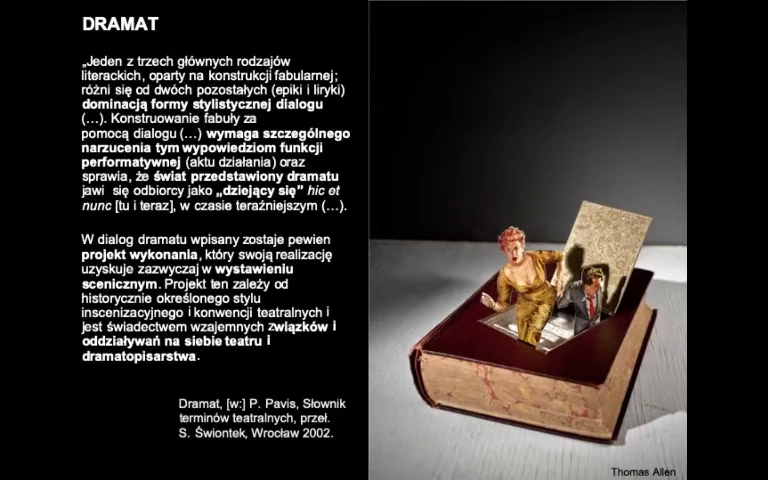 DRAMAT
„Jeden z trzech głównych rodzajów
literackich, oparty na konstrukcji fabularnej;
różni się od dwóch pozostałych (epiki i liryki)
dominacją formy stylistycznej dialogu
(…). Konstruowanie fabuły za
pomocą dialogu (…) wymaga szczególnego
narzucenia tym wypowiedziom funkcji
performatywnej (aktu działania) oraz
sprawia, że świat przedstawiony dramatu
jawi się odbiorcy jako „dziejący się” hic et
nunc [tu i teraz], w czasie teraźniejszym (…).
W dialog dramatu wpisany zostaje pewien
projekt wykonania, który swoją realizację
uzyskuje zazwyczaj w wystawieniu
scenicznym. Projekt ten zależy od
historycznie określonego stylu
inscenizacyjnego i konwencji teatralnych i
jest świadectwem wzajemnych związków i
oddziaływań na siebie teatru i
dramatopisarstwa.
Dramat, [w:] P. Pavis, Słownik
terminów teatralnych, przeł.
S. Świontek, Wrocław 2002.
Thomas Allen